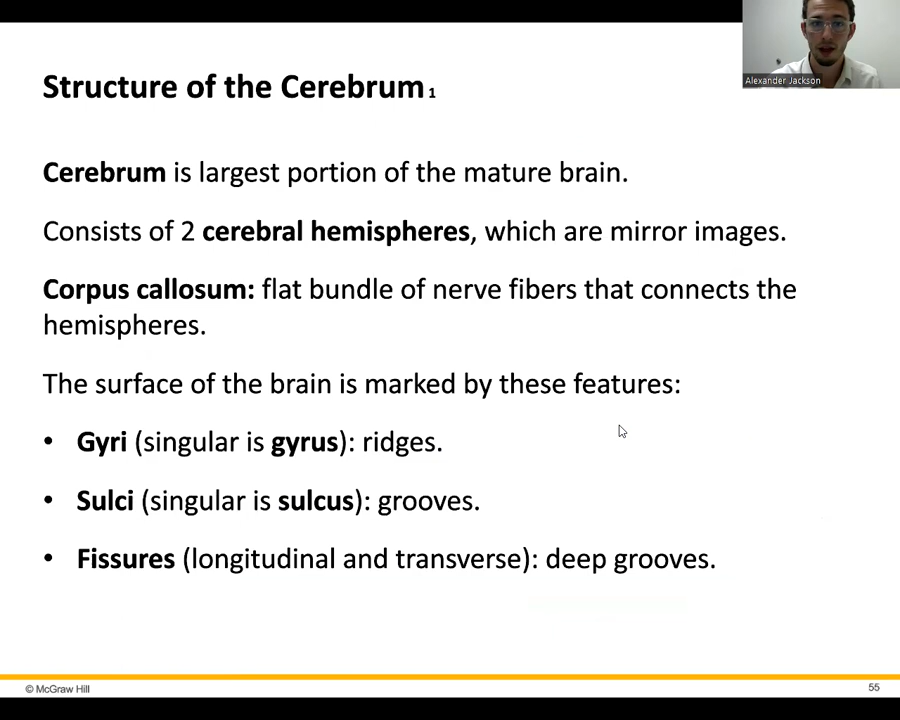 Alexander Jackson
Structure of the Cerebrum 1
Cerebrum is largest portion of the mature brain.
Consists of 2 cerebral hemispheres, which are mirror images.
Corpus callosum: flat bundle of nerve fibers that connects the
hemispheres.
The surface of the brain is marked by these features:
• Gyri (singular is gyrus): ridges.
• Sulci (singular is sulcus): grooves.
• Fissures (longitudinal and transverse): deep grooves.
© McGraw Hill
55